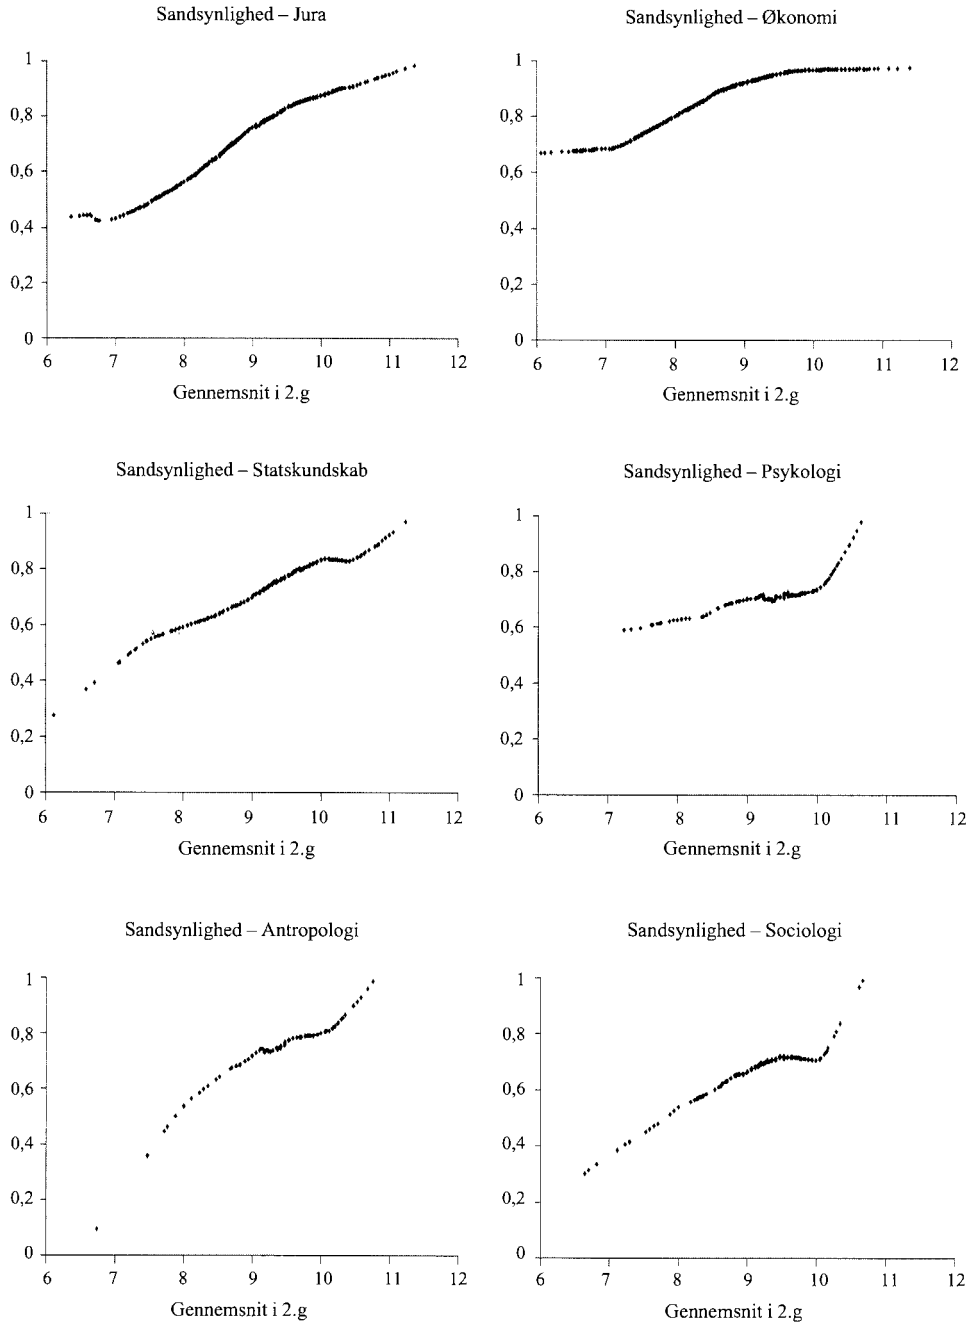 Sandsynlighed – Jura
1
0,8
0,6
0,4
0,2
0
6 7 8 9 10 11 12
Gennemsnit i 2.g
Sandsynlighed – Økonomi
1
0,8
0,6
0,4
0,2
0
6 7 8 9 10 11 12
Gennemsnit i 2.g
Sandsynlighed – Statskundskab
1
0,8
0,6
0,4
0,2
0
6 7 8 9 10 11 12
Gennemsnit i 2.g
Sandsynlighed – Psykologi
1
0,8
0,6
0,4
0,2
0
6 7 8 9 10 11 12
Gennemsnit i 2.g
Sandsynlighed – Antropologi
1
0,8
0,6
0,4
0,2
0
6 7 8 9 10 11 12
Gennemsnit i 2.g
Sandsynlighed – Sociologi
1
0,8
0,6
0,4
0,2
0
6 7 8 9 10 11 12
Gennemsnit i 2.g